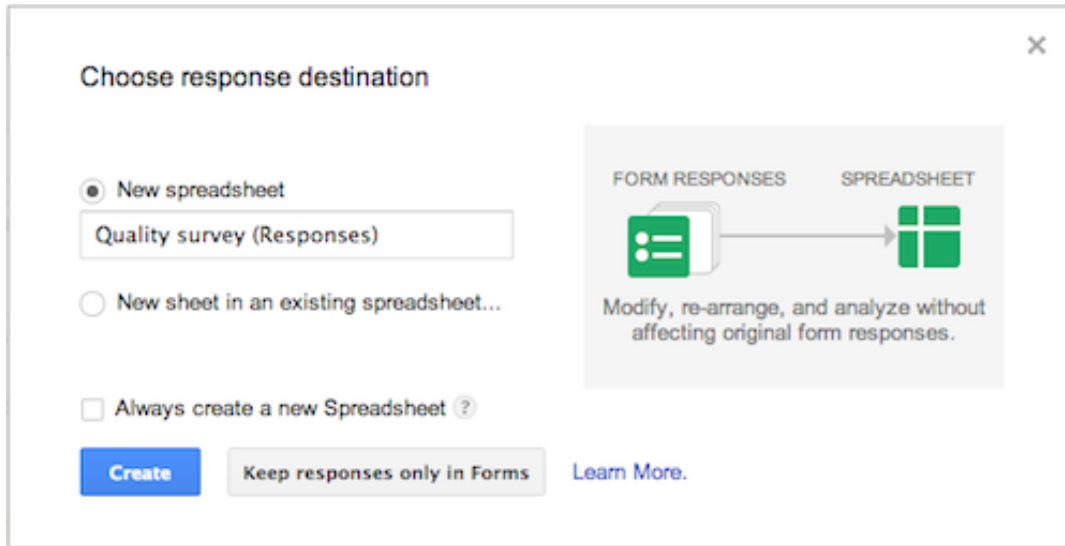 Choose response destination
New spreadsheet
Quality survey (Responses)
New sheet in an existing spreadsheet...
Always create a new Spreadsheet ?
Create Keep responses only in Forms Learn More.
FORM RESPONSES SPREADSHEET
Modify, re-arrange, and analyze without
affecting original form responses.